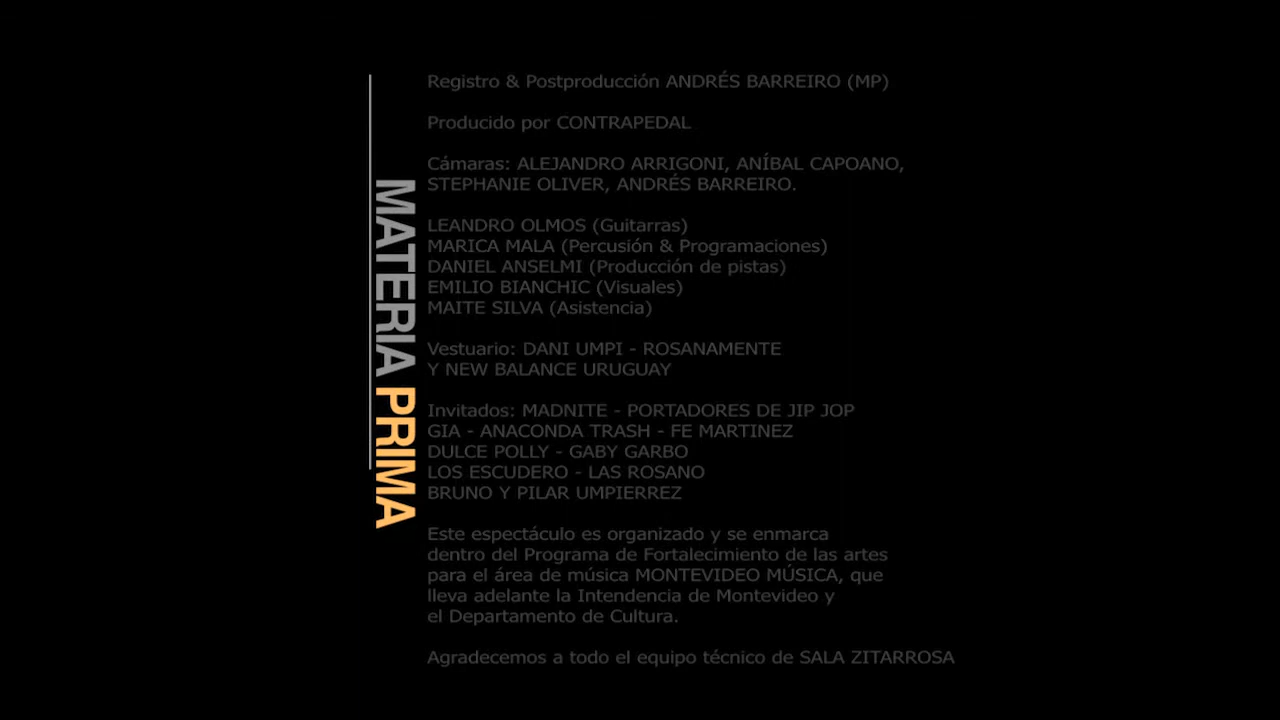 MATERIA PRIMA
Registro & Postproducción ANDRÉS BARREIRO (MP)
Producido por CONTRAPEDAL
Cámaras: ALEJANDRO ARRIGONI, ANÍBAL CAPOANO,
STEPHANIE OLIVER, ANDRÉS BARREIRO.
LEANDRO OLMOS (Guitarras)
MARICA MALA (Percusión & Programaciones)
DANIEL ANSELMI (Producción de pistas)
EMILIO BIANCHIC (Visuales)
MAITE SILVA (Asistencia)
Vestuario: DANI UMPI - ROSANAMENTE
Y NEW BALANCE URUGUAY
Invitados: MADNITE - PORTADORES DE JIP JOP
GIA - ANACONDA TRASH - FE MARTINEZ
DULCE POLLY - GABY GARBO
LOS ESCUDERO - LAS ROSANO
BRUNO Y PILAR UMPIERREZ
Este espectáculo es organizado y se enmarca
dentro del Programa de Fortalecimiento de las artes
para el área de música MONTEVIDEO MÚSICA, que
lleva adelante la Intendencia de Montevideo y
el Departamento de Cultura.
Agradecemos a todo el equipo técnico de SALA ZITARROSA